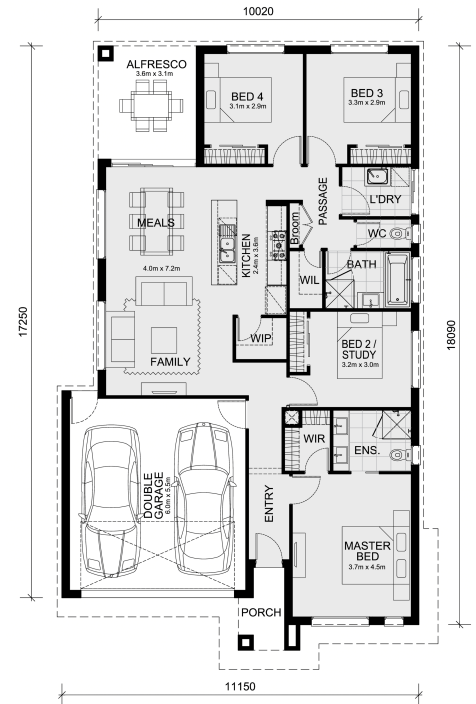 10020
ALFRESCO
3.6m x 3.1m
BED 4
3.1m x 2.9m
BED 3
3.3m x 2.9m
PASSAGE
L'DRY
MEALS
KITCHEN
2.4m x 3.6m
Broom
WC
4.0m x 7.2m
WIL
BATH
17250
18090
WIP
BED 2 /
STUDY
3.2m x 3.0m
FAMILY
WIR
ENS.
DOUBLE
GARAGE
6.0m x 5.5m
ENTRY
MASTER
BED
3.7m x 4.5m
PORCH
11150